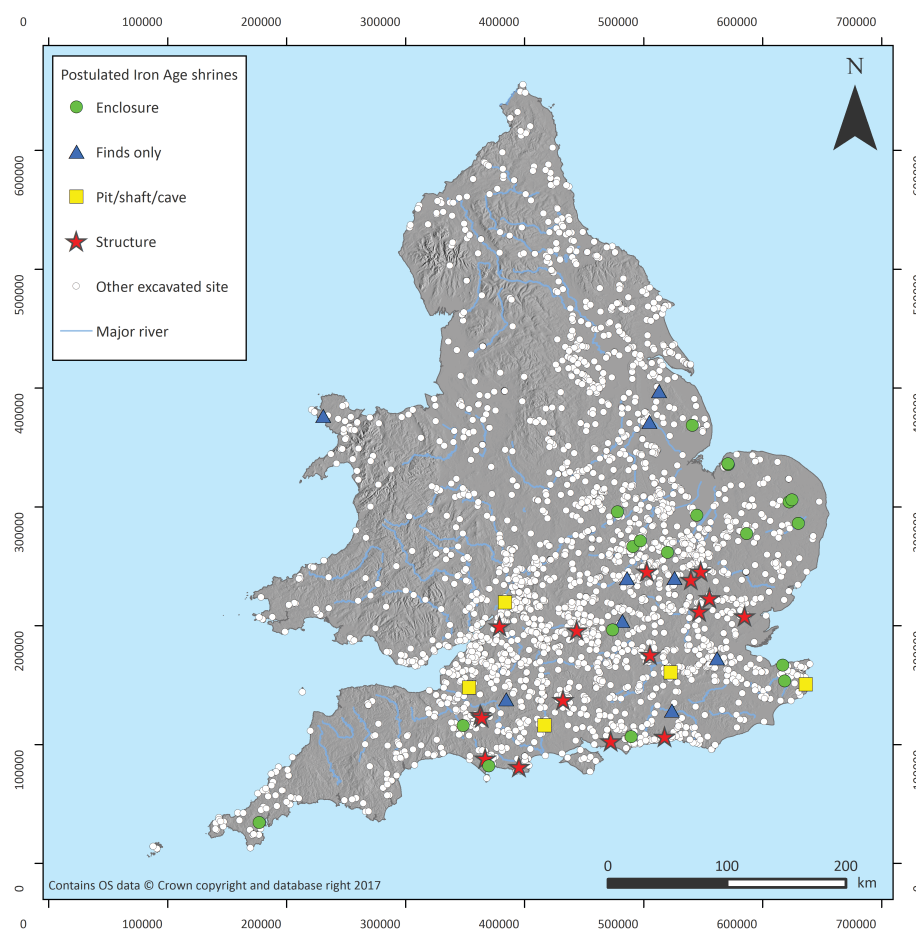 0 100000 200000 300000 400000 500000 600000 700000
Postulated Iron Age shrines
Enclosure
Finds only
Pit/shaft/cave
Structure
Other excavated site
Major river
N
600000
500000
400000
300000
200000
100000
0
0 100 200
km
Contains OS data © Crown copyright and database right 2017
0 100000 200000 300000 400000 500000 600000 700000